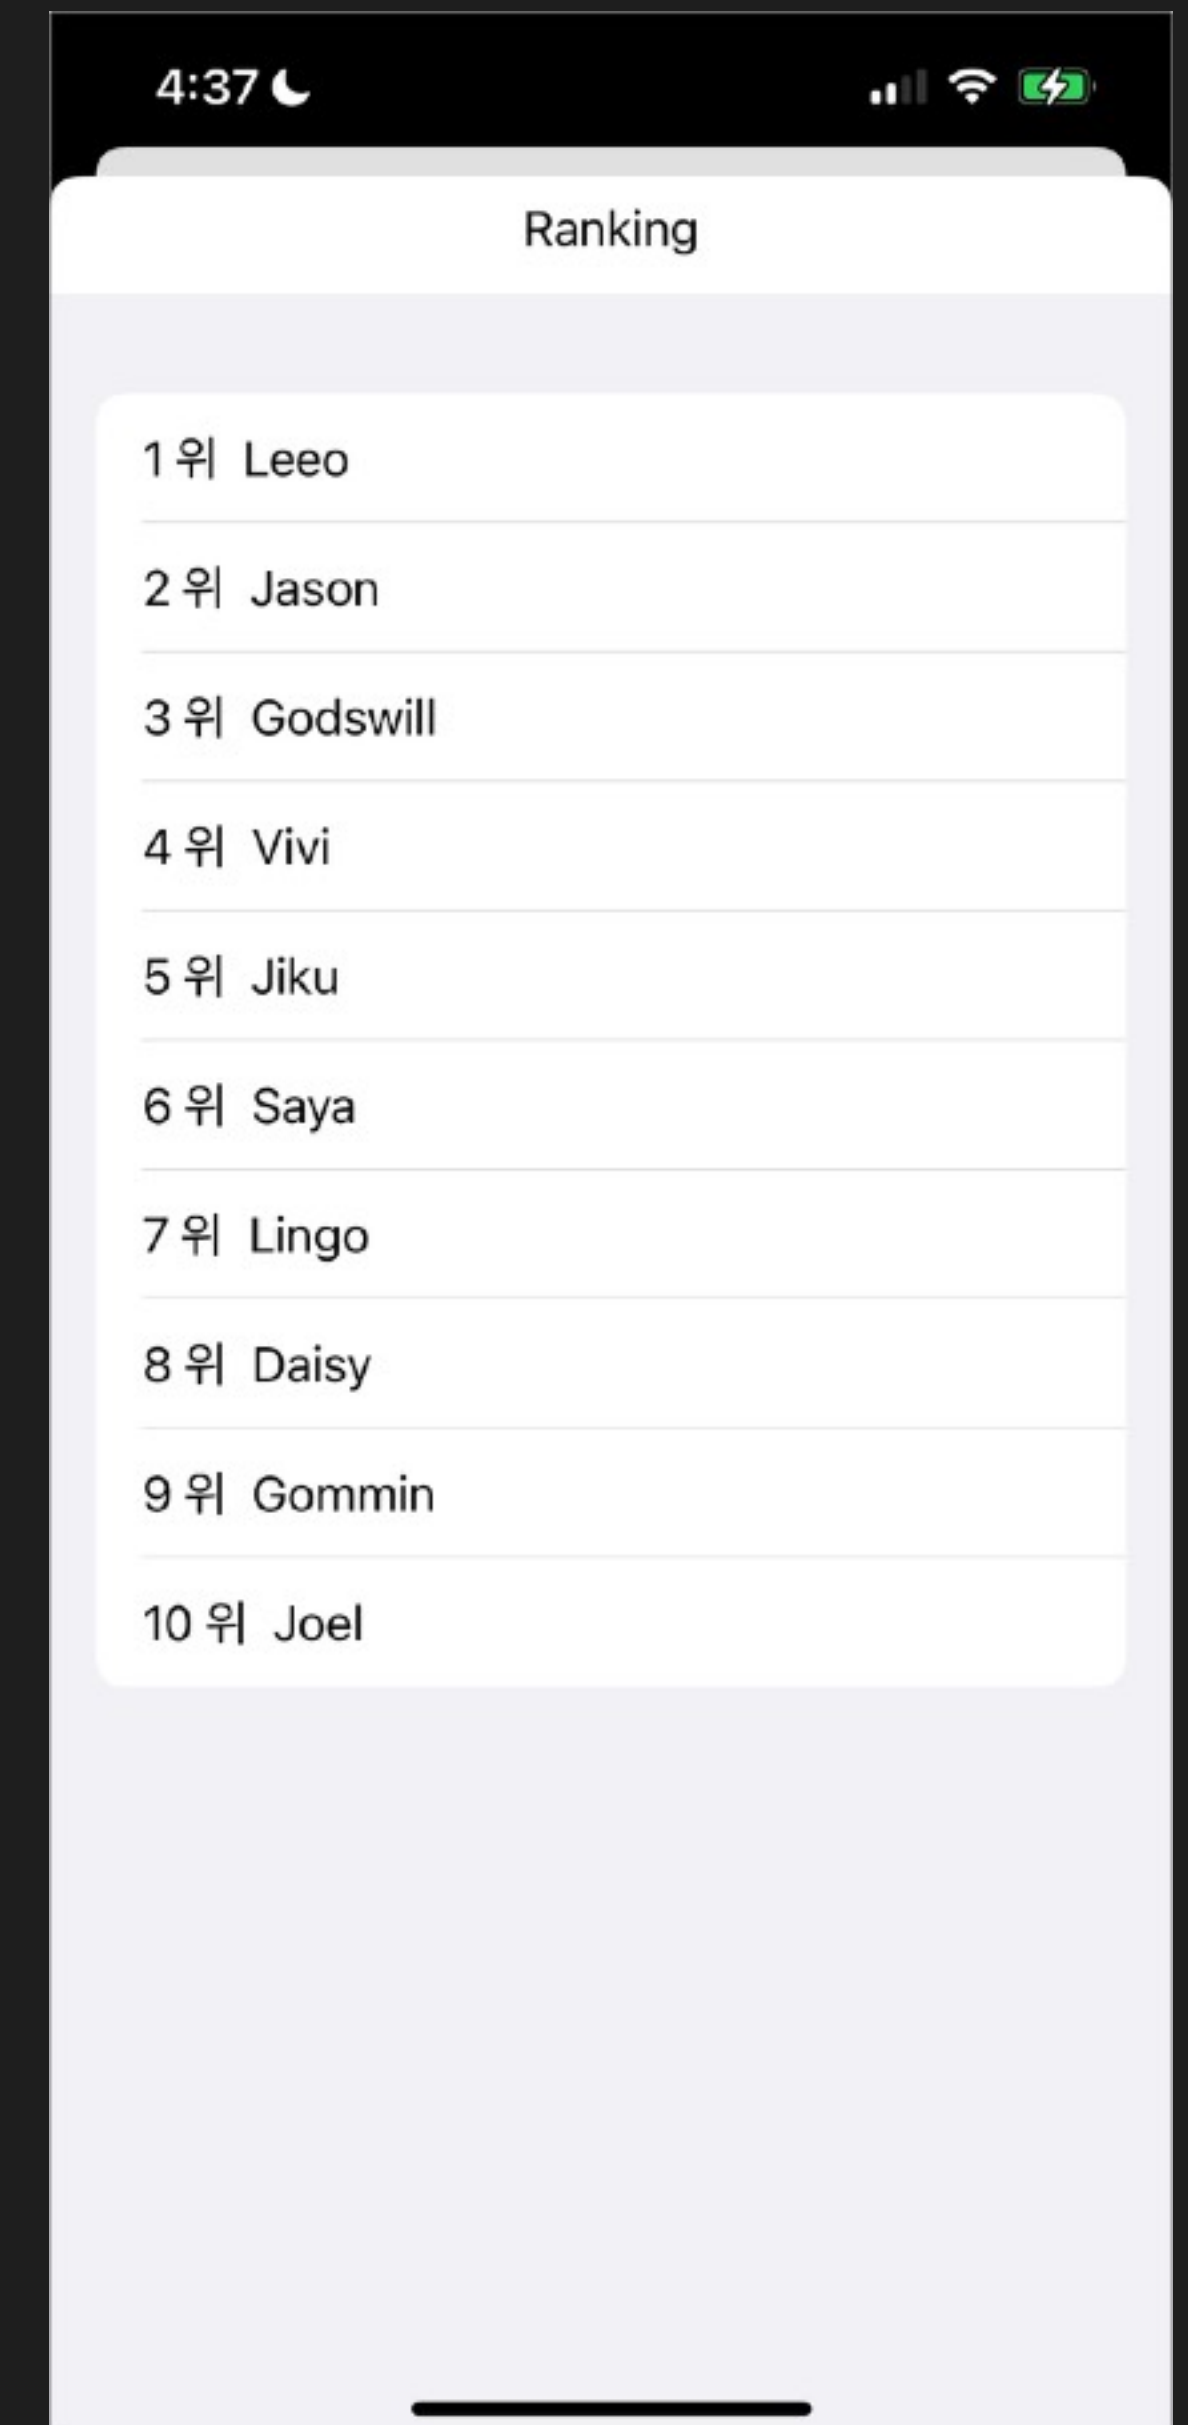 4:37
Ranking
1 위 Leeo
2 위 Jason
3 위 Godswill
4 위 Vivi
5 위 Jiku
6 위 Saya
7 위 Lingo
8 위 Daisy
9 위 Gommin
10 위 Joel